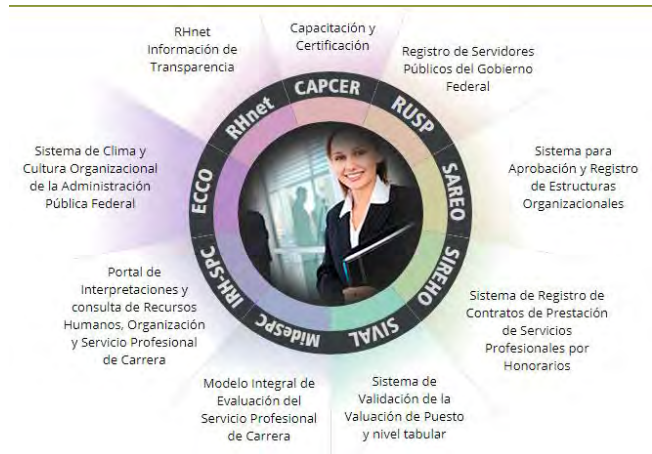 RHnet
Información de
Transparencia
Capacitación y
Certificación
Registro de Servidores
Públicos del Gobierno
Federal
Sistema para
Aprobación y Registro
de Estructuras
Organizacionales
Sistema de Registro de
Contratos de Prestación
de Servicios
Profesionales por
Honorarios
Sistema de
Validación de la
Valuación de Puesto
y nivel tabular
Modelo Integral de
Evaluación del
Servicio Profesional
de Carrera
Portal de
Interpretaciones y
consulta de Recursos
Humanos, Organización
y Servicio Profesional
de Carrera
Sistema de Clima y
Cultura Organizacional
de la Administración
Pública Federal
RHnet
CAPCER
RUSP
SAREO
SIREHO
SIVAL
MideSPC
IRH-SPC
ECCO